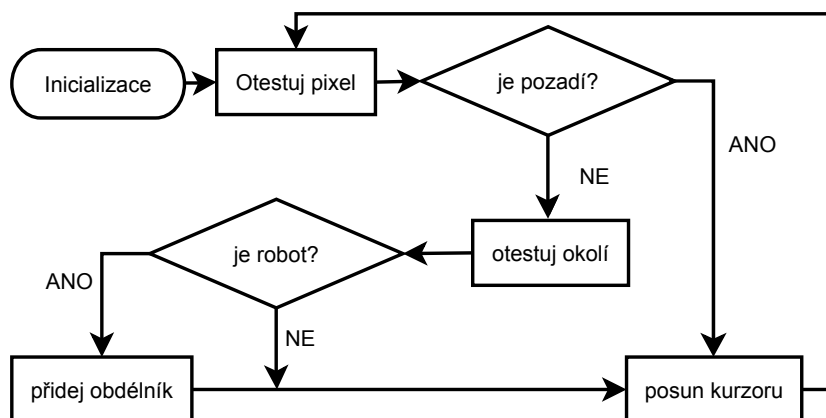 Inicializace
Otestuj pixel
je pozadí?
ANO
NE
otestuj okolí
je robot?
ANO
NE
přidej obdélník
posun kurzoru